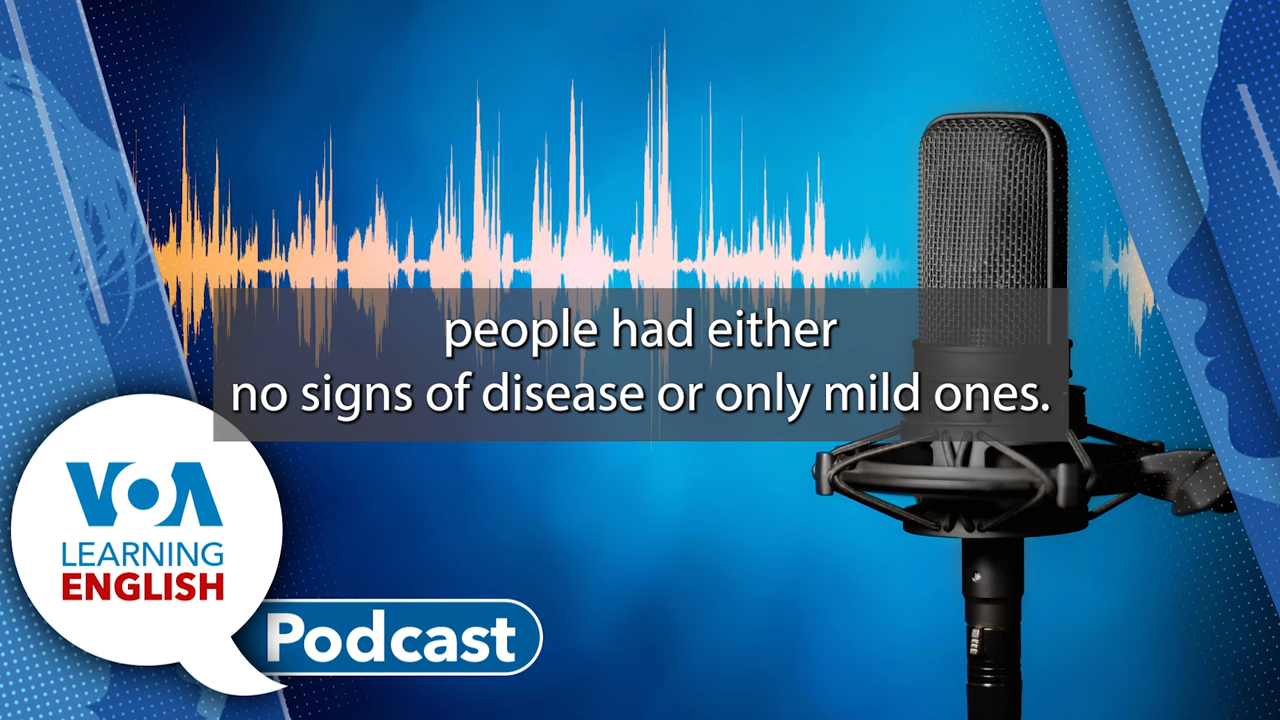 people had either
no signs of disease or only mild ones.
VOA
LEARNING
ENGLISH
Podcast